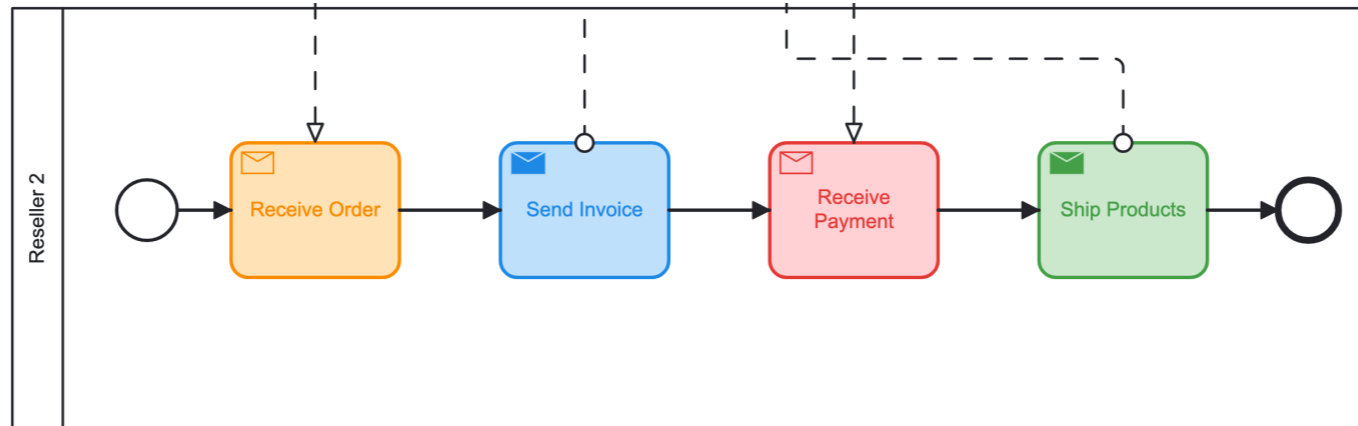 Reseller 2
Receive Order
Send Invoice
Receive
Payment
Ship Products